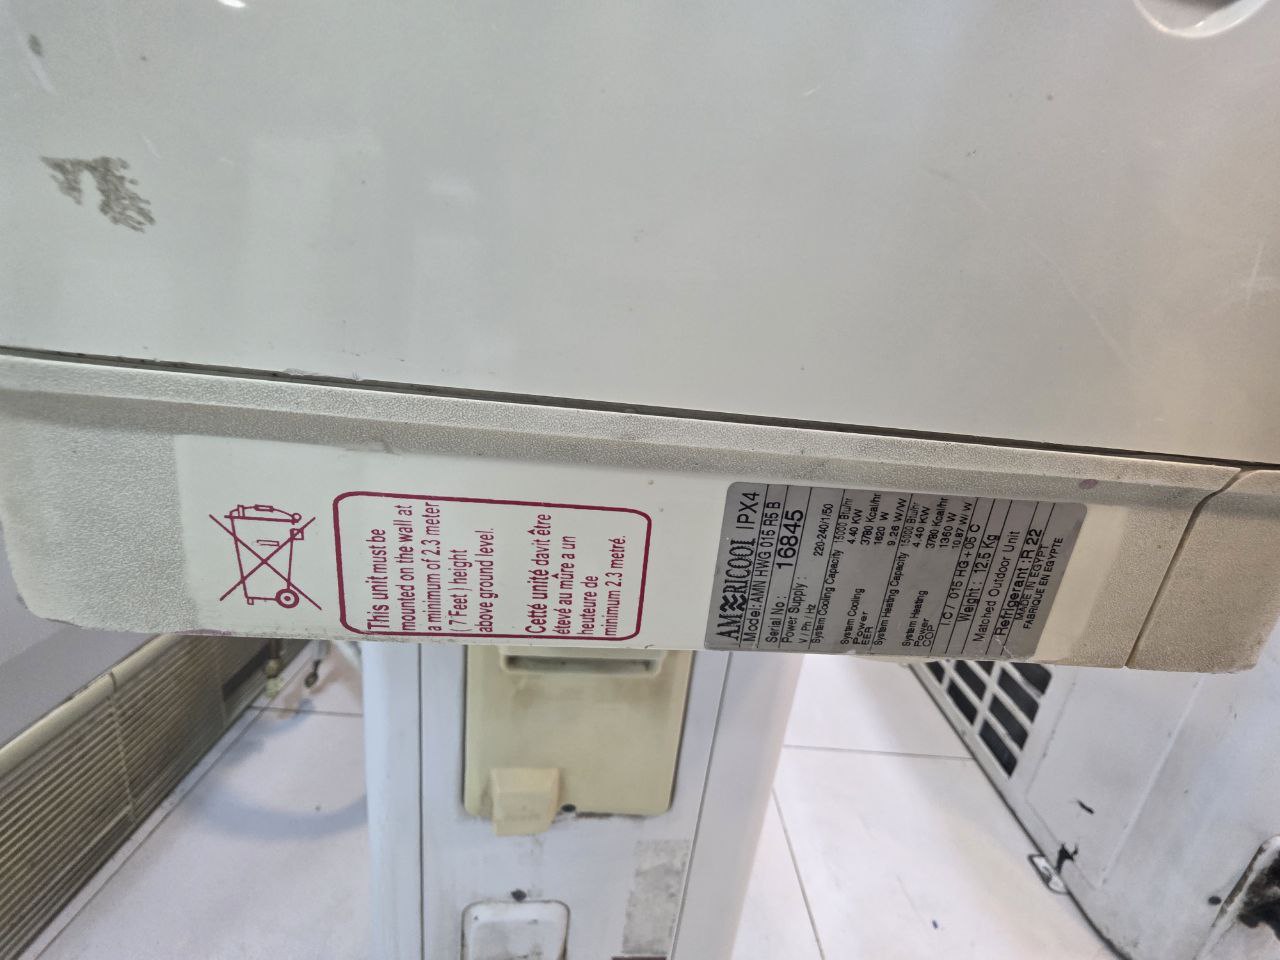 This unit must be
mounted on the wall at
a minimum of 2.3 meter
( 7 Feet ) height
above ground level.
Cetté unité davit être
étevé au mûre a un
heuteure de
minimum 2.3 metré.
AMERICOOL IPX4
Model: AMN HWG 015 R5 B
Serial No : 16845
Power Supply :
V / Ph / Hz 220-240/1/50
System Cooling Capacity 15000 Btu/hr
4.40 KW
3780 Kcal/hr
System Cooling
Power 1620 W
EER 9.26 W/W
System Heating Capacity 15000 Btu/hr
4.40 KW
3780 Kcal/hr
System Heating
Power 1380 W
COP 10.87 W/ W
T C / 015 HG + 05 C
Weight : 12.5 Kg
Matched Outdoor Unit
Refrigerant : R 22
MADE IN EGYPT
FABRIQUE EN EGYPTE